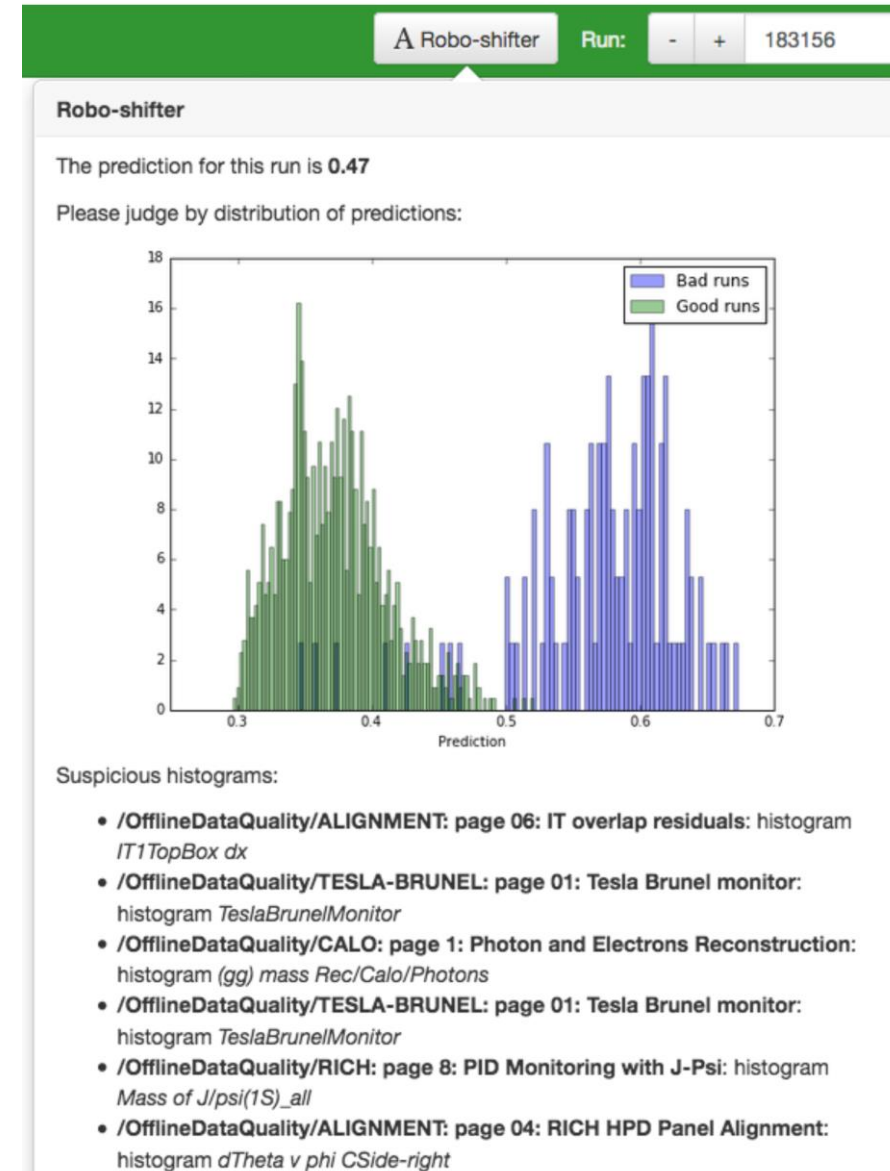 A Robo-shifter Run: - + 183156
Robo-shifter
The prediction for this run is 0.47
Please judge by distribution of predictions:
18
16
14
12
10
8
6
4
2
0
Bad runs
Good runs
0.3 0.4 0.5 0.6 0.7
Prediction
Suspicious histograms:
• /OfflineDataQuality/ALIGNMENT: page 06: IT overlap residuals: histogram
IT1TopBox dx
• /OfflineDataQuality/TESLA-BRUNEL: page 01: Tesla Brunel monitor:
histogram TeslaBrunelMonitor
• /OfflineDataQuality/CALO: page 1: Photon and Electrons Reconstruction:
histogram (gg) mass Rec/Calo/Photons
• /OfflineDataQuality/TESLA-BRUNEL: page 01: Tesla Brunel monitor:
histogram TeslaBrunelMonitor
• /OfflineDataQuality/RICH: page 8: PID Monitoring with J-Psi: histogram
Mass of J/psi(1S)_all
• /OfflineDataQuality/ALIGNMENT: page 04: RICH HPD Panel Alignment:
histogram dTheta v phi CSide-right